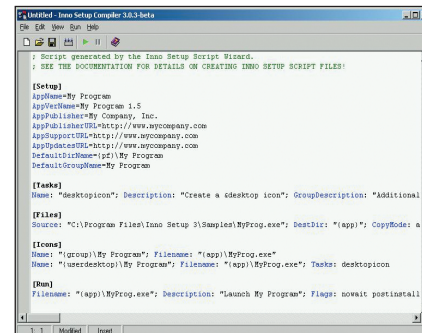 Untitled - Inno Setup Compiler 3.0.3-beta
File Edit View Run Help
; Script generated by the Inno Setup Script Wizard.
; SEE THE DOCUMENTATION FOR DETAILS ON CREATING INNO SETUP SCRIPT FILES!
[Setup]
AppName=My Program
AppVerName=My Program 1.5
AppPublisher=My Company, Inc.
AppPublisherURL=http://www.mycompany.com
AppSupportURL=http://www.mycompany.com
AppUpdatesURL=http://www.mycompany.com
DefaultDirName={pf}\My Program
DefaultGroupName=My Program
[Tasks]
Name: "desktopicon"; Description: "Create a &desktop icon"; GroupDescription: "Additional
[Files]
Source: "C:\Program Files\Inno Setup 3\Samples\MyProg.exe"; DestDir: "{app}"; CopyMode: a
[Icons]
Name: "{group}\My Program"; Filename: "{app}\MyProg.exe"
Name: "{userdesktop}\My Program"; Filename: "{app}\MyProg.exe"; Tasks: desktopicon
[Run]
Filename: "{app}\MyProg.exe"; Description: "Launch My Program"; Flags: nowait postinstall
1: 1 Modified Insert